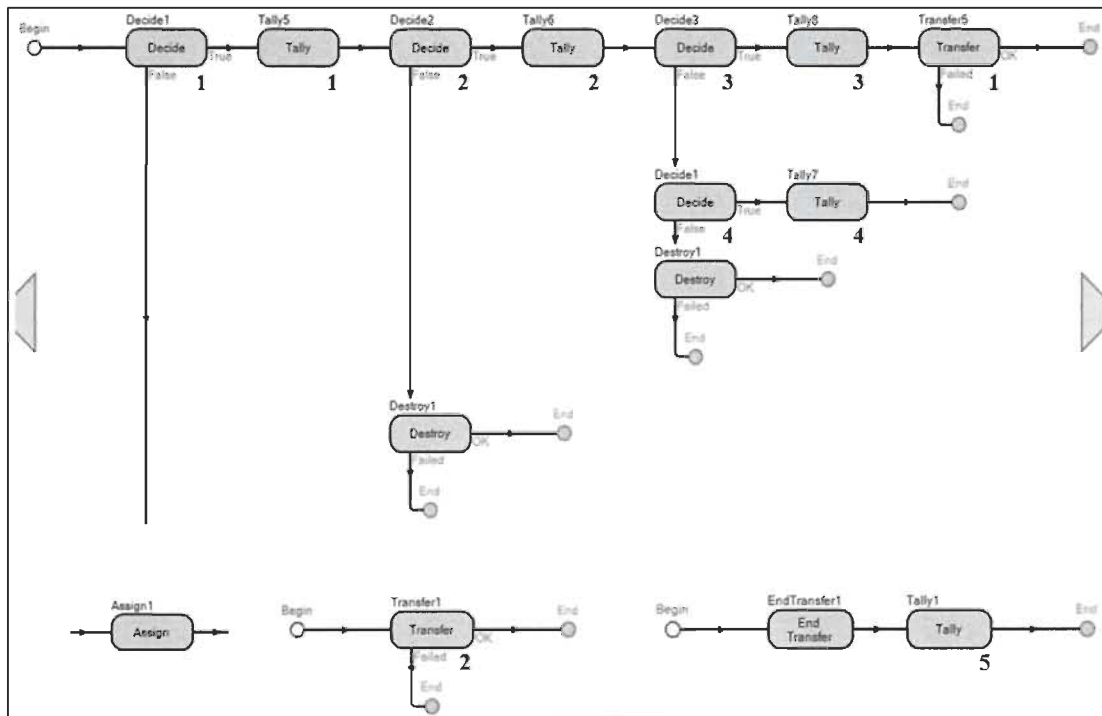 Begin
Decide1 Tally5 Decide2 Tally6 Decide3 Tally8 Transfer5 End
Decide Tally Decide Tally Decide Tally Transfer
True True True OK
False False False Failed
1 1 2 2 3 3 1
End
Decide1 Tally7 End
Decide Tally
True
False
4 4
Destroy1 End
Destroy
OK
Failed
End
Destroy1 End
Destroy
OK
Failed
End
Assign1 Begin Transfer1 End Begin EndTransfer1 Tally1 End
Assign Transfer End Tally
Transfer
OK
Failed 2 5
End